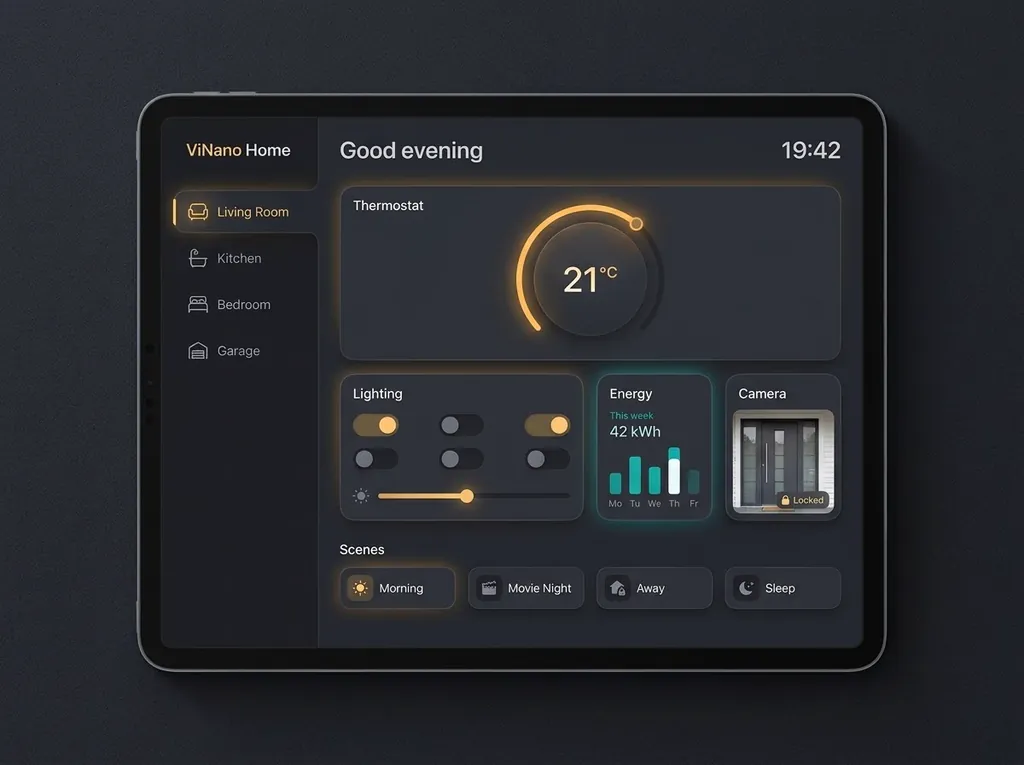 ViNano Home
Living Room
Kitchen
Bedroom
Garage
Good evening
19:42
Thermostat
21°C
Lighting
Energy
This week
42 kWh
Mo Tu We Th Fr
Camera
Locked
Scenes
Morning
Movie Night
Away
Sleep